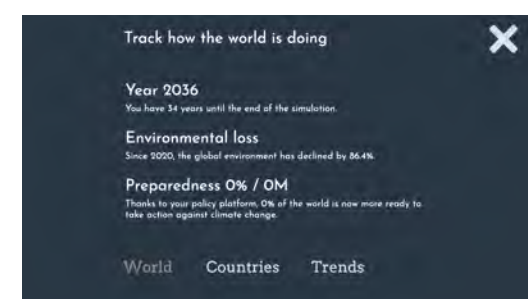 Track how the world is doing
Year 2036
You have 34 years until the end of the simulation.
Environmental loss
Since 2020, the global environment has declined by 86.4%.
Preparedness 0% / 0M
Thanks to your policy platform, 0% of the world is now more ready to
take action against climate change.
World Countries Trends